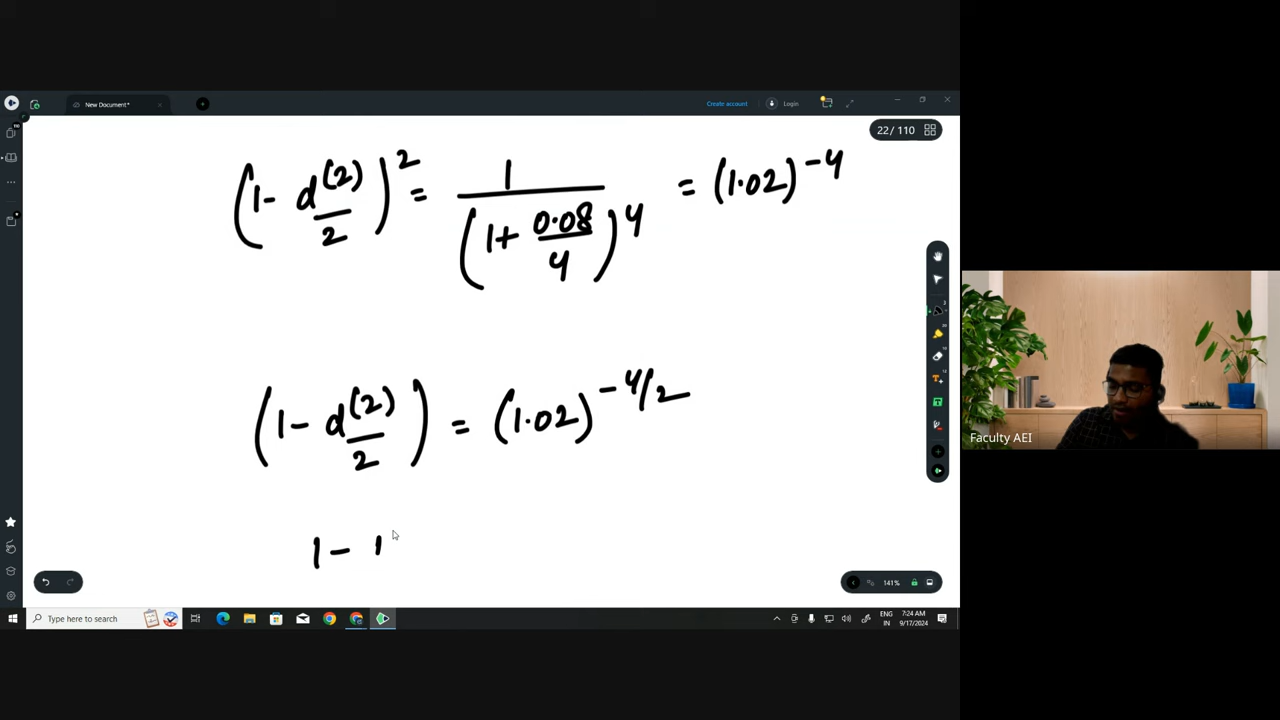 New Document*
Create account
Login
22/110
(1 - d^(2)/2)^2 = 1/(1 + 0.08/4)^4 = (1.02)^-4
(1 - d^(2)/2) = (1.02)^-4/2
1 - 1
Faculty AEI
141%
Type here to search
ENG
IN
7:24 AM
9/17/2024